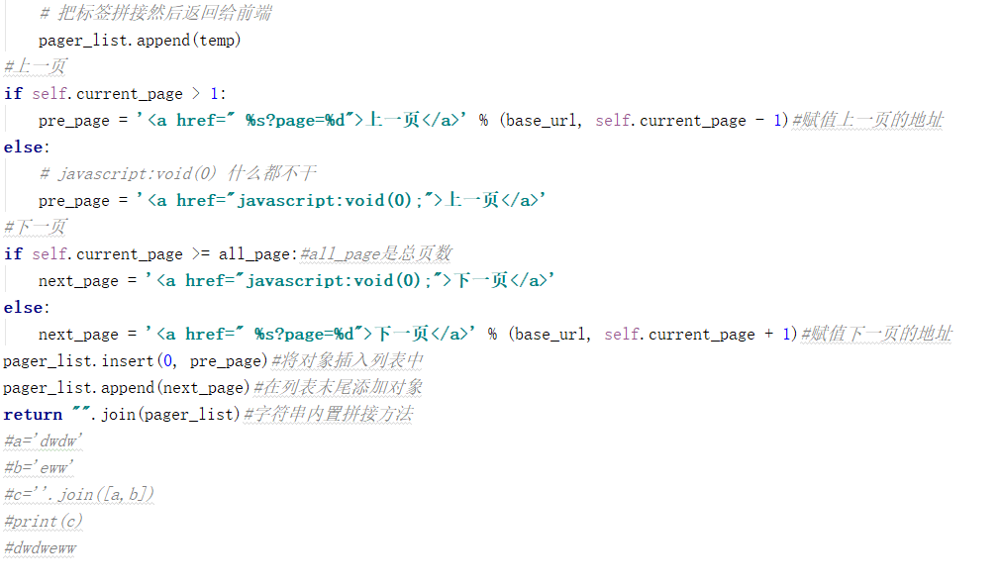 # 把标签拼接然后返回给前端
pager_list.append(temp)
#上一页
if self.current_page > 1:
pre_page = '<a href=" %s?page=%d">上一页</a>' % (base_url, self.current_page - 1)#赋值上一页的地址
else:
# javascript:void(0) 什么都不干
pre_page = '<a href="javascript:void(0);">上一页</a>'
#下一页
if self.current_page >= all_page:#all_page是总页数
next_page = '<a href="javascript:void(0);">下一页</a>'
else:
next_page = '<a href=" %s?page=%d">下一页</a>' % (base_url, self.current_page + 1)#赋值下一页的地址
pager_list.insert(0, pre_page)#将对象插入列表中
pager_list.append(next_page)#在列表末尾添加对象
return "".join(pager_list)#字符串内置拼接方法
#a='dwdw'
#b='eww'
#c=''.join([a,b])
#print(c)
#dwdweww